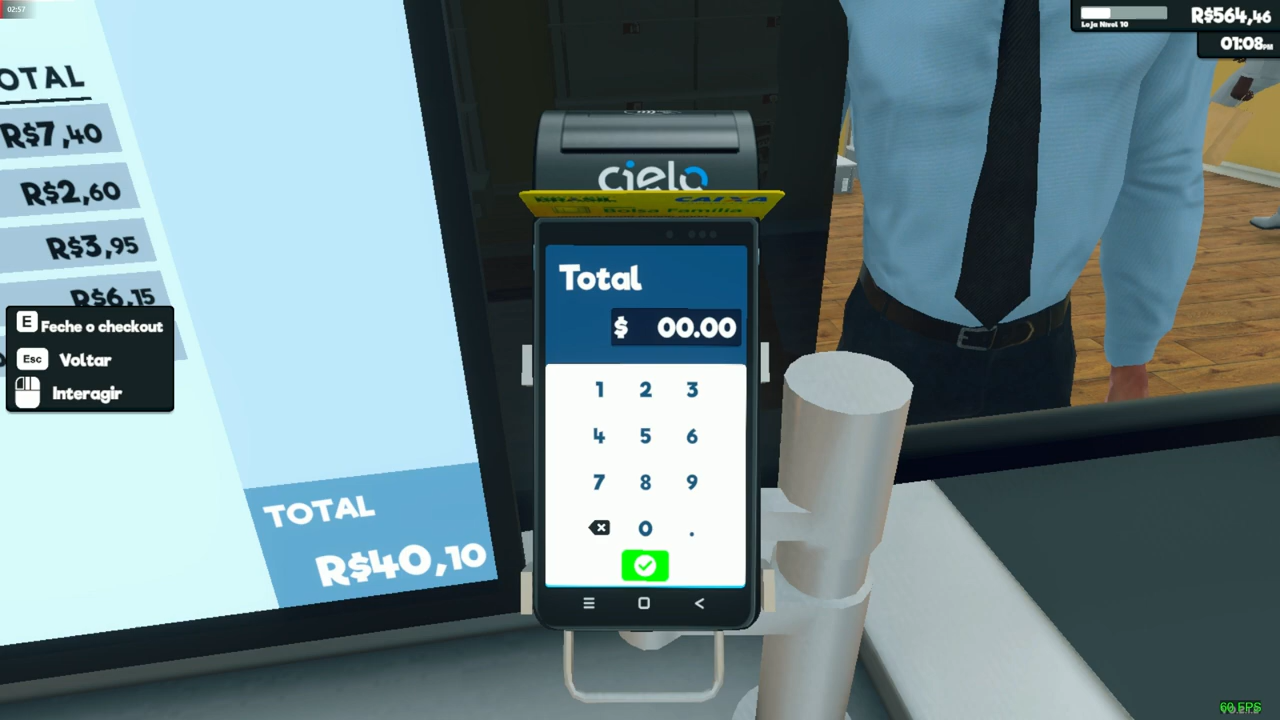 02:57
OTAL
R$7,40
R$2,60
R$3,95
R$6,15
E Feche o checkout
Esc Voltar
Interagir
TOTAL
R$40,10
cielo
BRASIL CAIXA
Bolsa Família
Total
$ 00.00
1 2 3
4 5 6
7 8 9
0 .
Loja Nível 10
R$564,46
01:08PM
60 FPS